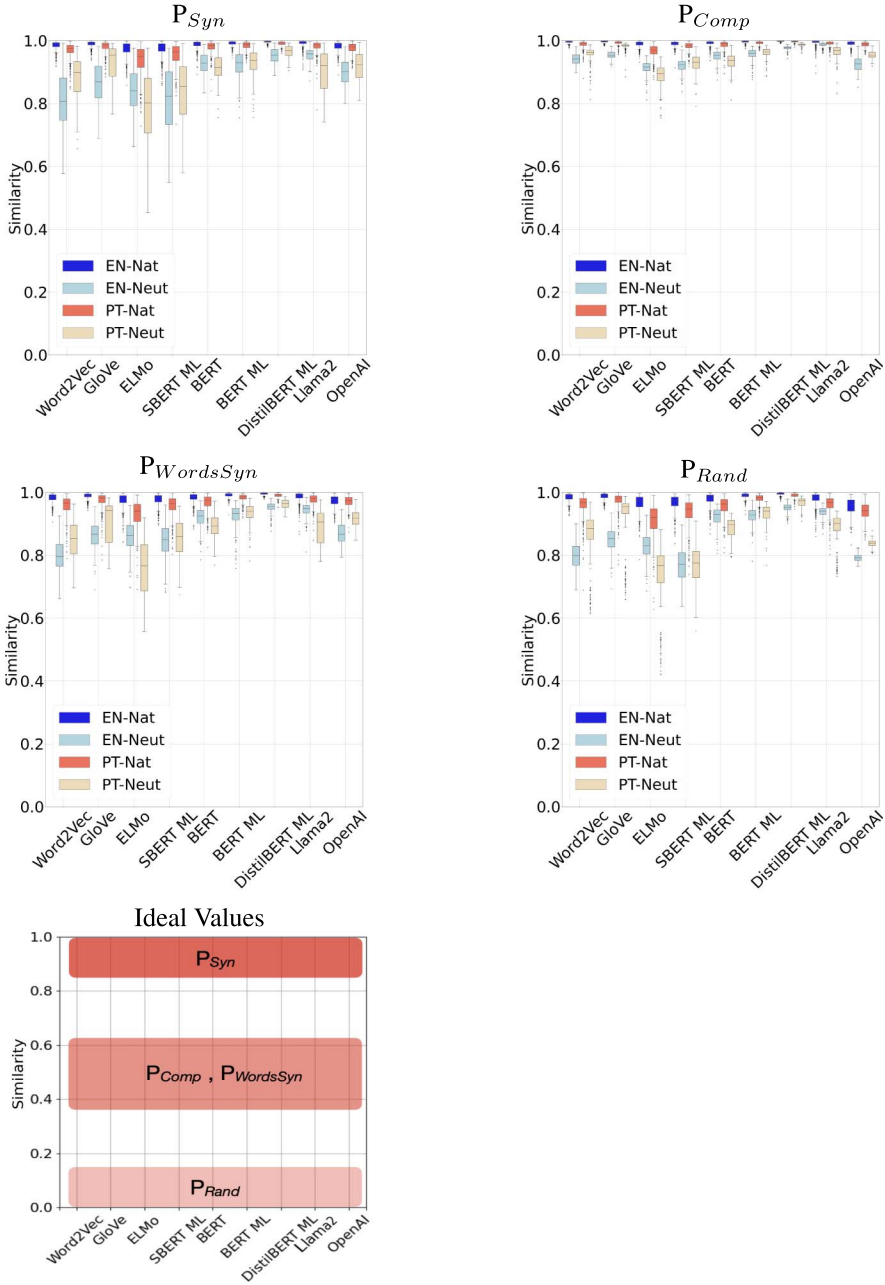 P_Syn
1.0
0.8
0.6
0.4
0.2
0.0
Similarity
EN-Nat
EN-Neut
PT-Nat
PT-Neut
Word2Vec
GloVe
ELMo
SBERT ML
BERT
BERT ML
DistilBERT ML
Llama2
OpenAI
P_Comp
1.0
0.8
0.6
0.4
0.2
0.0
Similarity
EN-Nat
EN-Neut
PT-Nat
PT-Neut
Word2Vec
GloVe
ELMo
SBERT ML
BERT
BERT ML
DistilBERT ML
Llama2
OpenAI
P_WordsSyn
1.0
0.8
0.6
0.4
0.2
0.0
Similarity
EN-Nat
EN-Neut
PT-Nat
PT-Neut
Word2Vec
GloVe
ELMo
SBERT ML
BERT
BERT ML
DistilBERT ML
Llama2
OpenAI
P_Rand
1.0
0.8
0.6
0.4
0.2
0.0
Similarity
EN-Nat
EN-Neut
PT-Nat
PT-Neut
Word2Vec
GloVe
ELMo
SBERT ML
BERT
BERT ML
DistilBERT ML
Llama2
OpenAI
Ideal Values
1.0
0.8
0.6
0.4
0.2
0.0
Similarity
P_Syn
P_Comp , P_WordsSyn
P_Rand
Word2Vec
GloVe
ELMo
SBERT ML
BERT
BERT ML
DistilBERT ML
Llama2
OpenAI